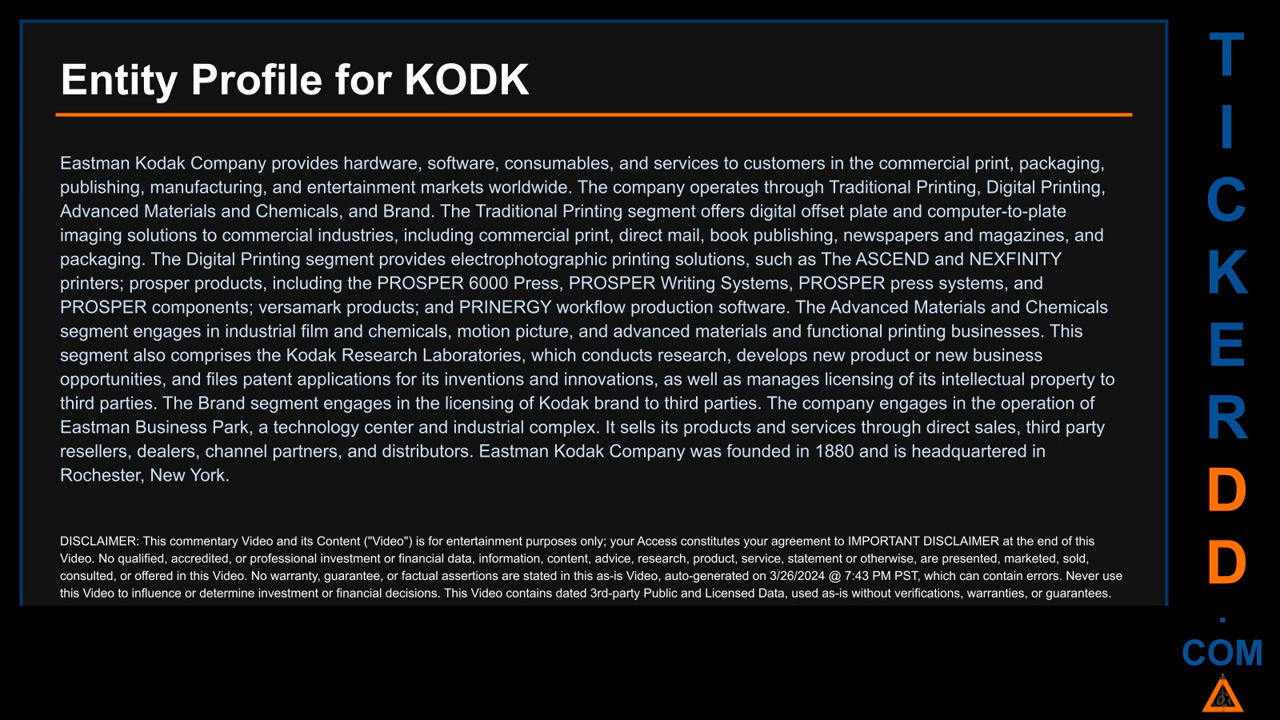 Entity Profile for KODK
Eastman Kodak Company provides hardware, software, consumables, and services to customers in the commercial print, packaging,
publishing, manufacturing, and entertainment markets worldwide. The company operates through Traditional Printing, Digital Printing,
Advanced Materials and Chemicals, and Brand. The Traditional Printing segment offers digital offset plate and computer-to-plate
imaging solutions to commercial industries, including commercial print, direct mail, book publishing, newspapers and magazines, and
packaging. The Digital Printing segment provides electrophotographic printing solutions, such as The ASCEND and NEXFINITY
printers; prosper products, including the PROSPER 6000 Press, PROSPER Writing Systems, PROSPER press systems, and
PROSPER components; versamark products; and PRINERGY workflow production software. The Advanced Materials and Chemicals
segment engages in industrial film and chemicals, motion picture, and advanced materials and functional printing businesses. This
segment also comprises the Kodak Research Laboratories, which conducts research, develops new product or new business
opportunities, and files patent applications for its inventions and innovations, as well as manages licensing of its intellectual property to
third parties. The Brand segment engages in the licensing of Kodak brand to third parties. The company engages in the operation of
Eastman Business Park, a technology center and industrial complex. It sells its products and services through direct sales, third party
resellers, dealers, channel partners, and distributors. Eastman Kodak Company was founded in 1880 and is headquartered in
Rochester, New York.
DISCLAIMER: This commentary Video and its Content ("Video") is for entertainment purposes only; your Access constitutes your agreement to IMPORTANT DISCLAIMER at the end of this
Video. No qualified, accredited, or professional investment or financial data, information, content, advice, research, product, service, statement or otherwise, are presented, marketed, sold,
consulted, or offered in this Video. No warranty, guarantee, or factual assertions are stated in this as-is Video, auto-generated on 3/26/2024 @ 7:43 PM PST, which can contain errors. Never use
this Video to influence or determine investment or financial decisions. This Video contains dated 3rd-party Public and Licensed Data, used as-is without verifications, warranties, or guarantees.
T
I
C
K
E
R
D
D
.
COM